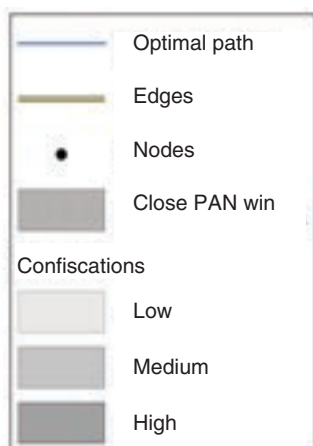 Optimal path
Edges
Nodes
Close PAN win
Confiscations
Low
Medium
High